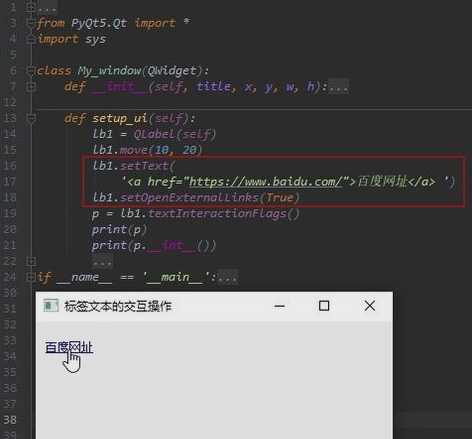 1 ...
3 from PyQt5.Qt import *
4 import sys
5
6 class My_window(QWidget):
7 def __init__(self, title, x, y, w, h):...
12
13 def setup_ui(self):
14 lb1 = QLabel(self)
15 lb1.move(10, 20)
16 lb1.setText(
17 '<a href="https://www.baidu.com/">百度网址</a> ')
18 lb1.setOpenExternalLinks(True)
19 p = lb1.textInteractionFlags()
20 print(p)
21 print(p.__int__())
22 ...
24 if __name__ == '__main__':...
30
31
32
33
34
35
36
37
38
39
标签文本的交互操作
百度网址